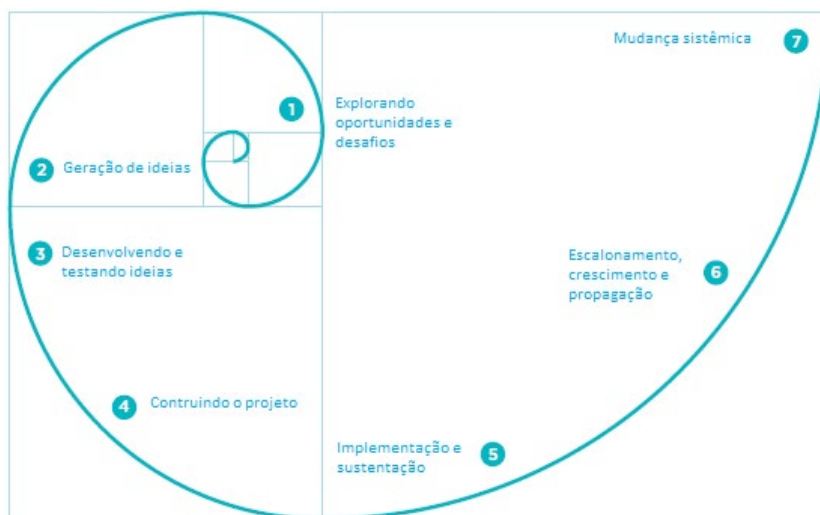 1 Explorando
oportunidades e
desafios
2 Geração de ideias
3 Desenvolvendo e
testando ideias
4 Contruindo o projeto
Implementação e 5
sustentação
Escalonamento,
crescimento e 6
propagação
Mudança sistêmica 7